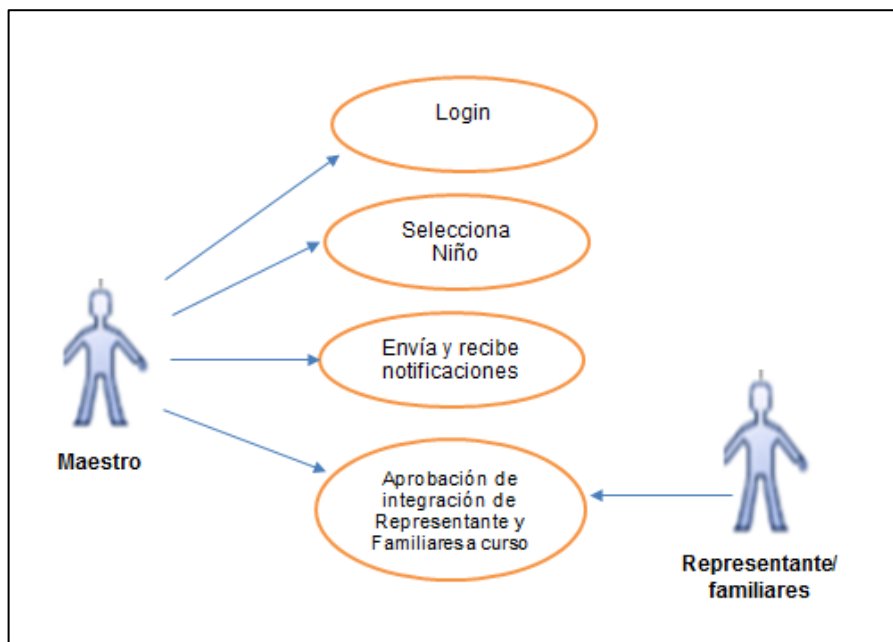 Login
Selecciona
Niño
Envía y recibe
notificaciones
Maestro
Aprobación de
integración de
Representante y
Familiaresa curso
Representante/
familiares